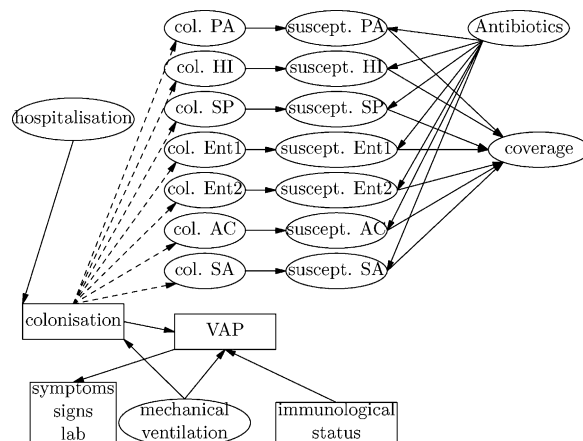 col. PA
suscept. PA
Antibiotics
col. HI
suscept. HI
hospitalisation
col. SP
suscept. SP
col. Ent1
suscept. Ent1
coverage
col. Ent2
suscept. Ent2
col. AC
suscept. AC
col. SA
suscept. SA
colonisation
VAP
symptoms
signs
lab
mechanical
ventilation
immunological
status